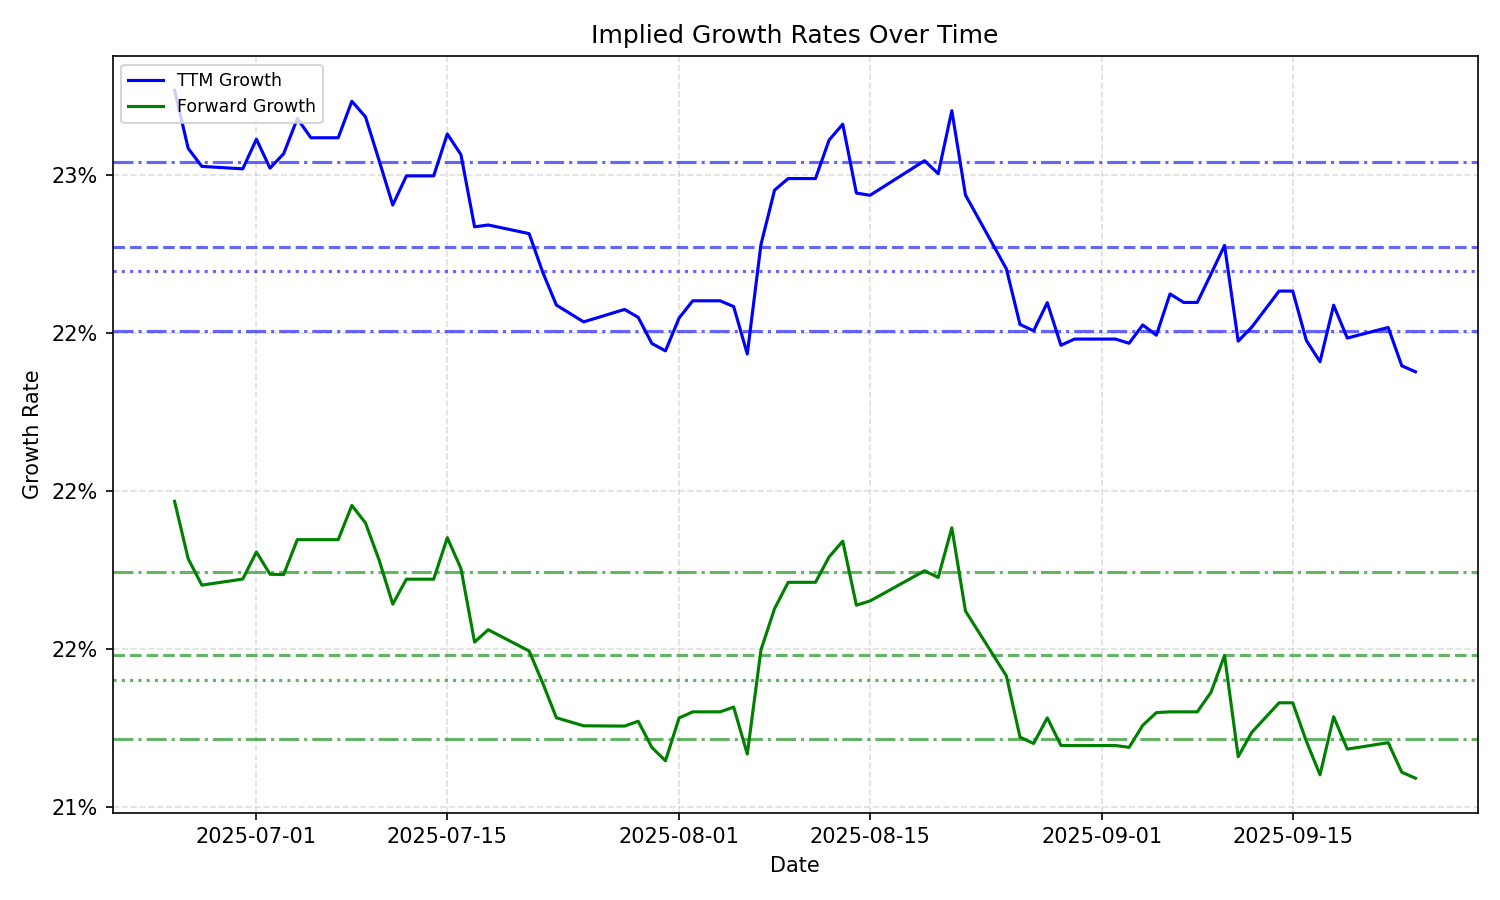 Implied Growth Rates Over Time
TTM Growth
Forward Growth
23%
22%
22%
22%
21%
Growth Rate
2025-07-01
2025-07-15
2025-08-01
2025-08-15
2025-09-01
2025-09-15
Date